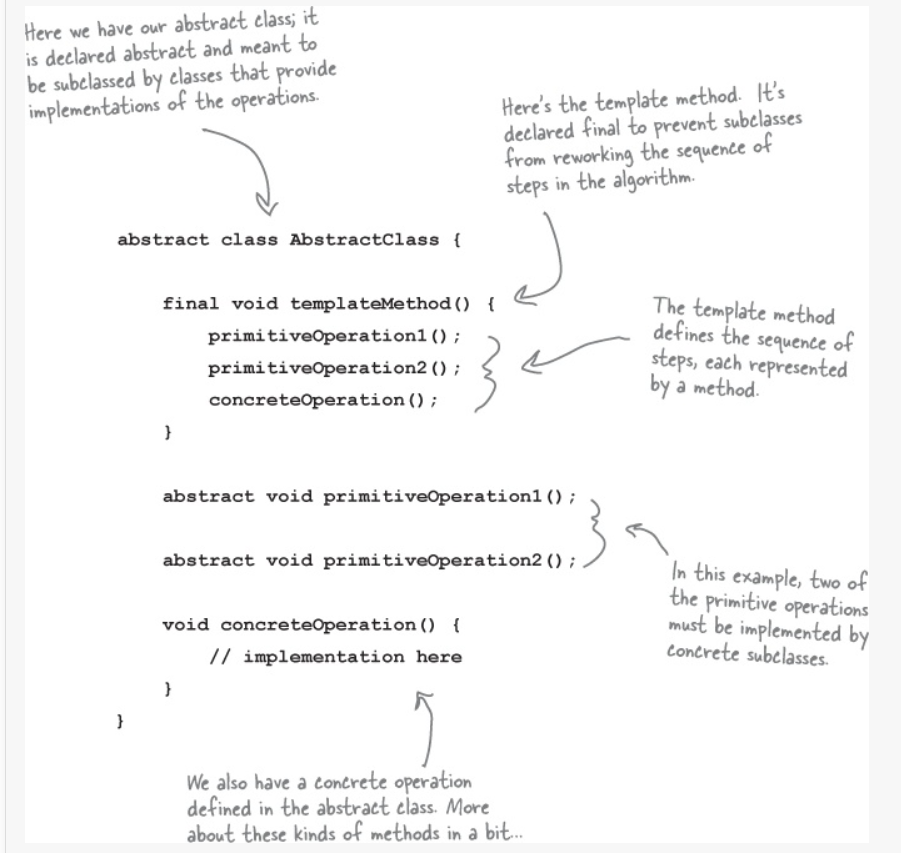 Here we have our abstract class; it
is declared abstract and meant to
be subclassed by classes that provide
implementations of the operations.
Here's the template method. It's
declared final to prevent subclasses
from reworking the sequence of
steps in the algorithm.
abstract class AbstractClass {
final void templateMethod() {
primitiveOperation1();
primitiveOperation2();
concreteOperation();
}
The template method
defines the sequence of
steps, each represented
by a method.
abstract void primitiveOperation1();
abstract void primitiveOperation2();
In this example, two of
the primitive operations
must be implemented by
concrete subclasses.
void concreteOperation() {
// implementation here
}
}
We also have a concrete operation
defined in the abstract class. More
about these kinds of methods in a bit...